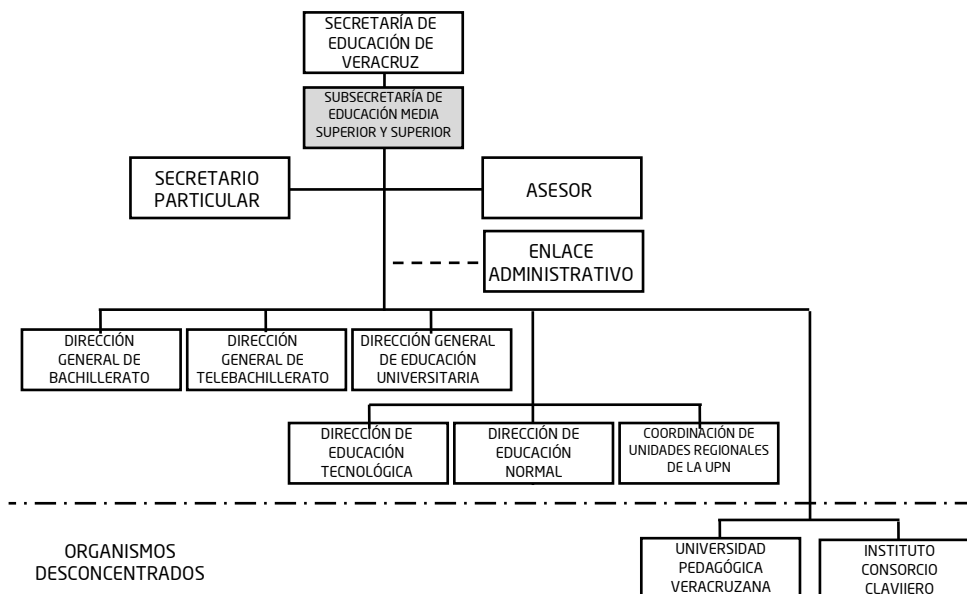 SECRETARÍA DE
EDUCACIÓN DE
VERACRUZ
SUBSECRETARÍA DE
EDUCACIÓN MEDIA
SUPERIOR Y SUPERIOR
SECRETARIO
PARTICULAR
ASESOR
ENLACE
ADMINISTRATIVO
DIRECCIÓN
GENERAL DE
BACHILLERATO
DIRECCIÓN
GENERAL DE
TELEBACHILLERATO
DIRECCIÓN GENERAL
DE EDUCACIÓN
UNIVERSITARIA
DIRECCIÓN DE
EDUCACIÓN
TECNOLÓGICA
DIRECCIÓN DE
EDUCACIÓN
NORMAL
COORDINACIÓN DE
UNIDADES REGIONALES
DE LA UPN
ORGANISMOS
DESCONCENTRADOS
UNIVERSIDAD
PEDAGÓGICA
VERACRUZANA
INSTITUTO
CONSORCIO
CLAVIJERO